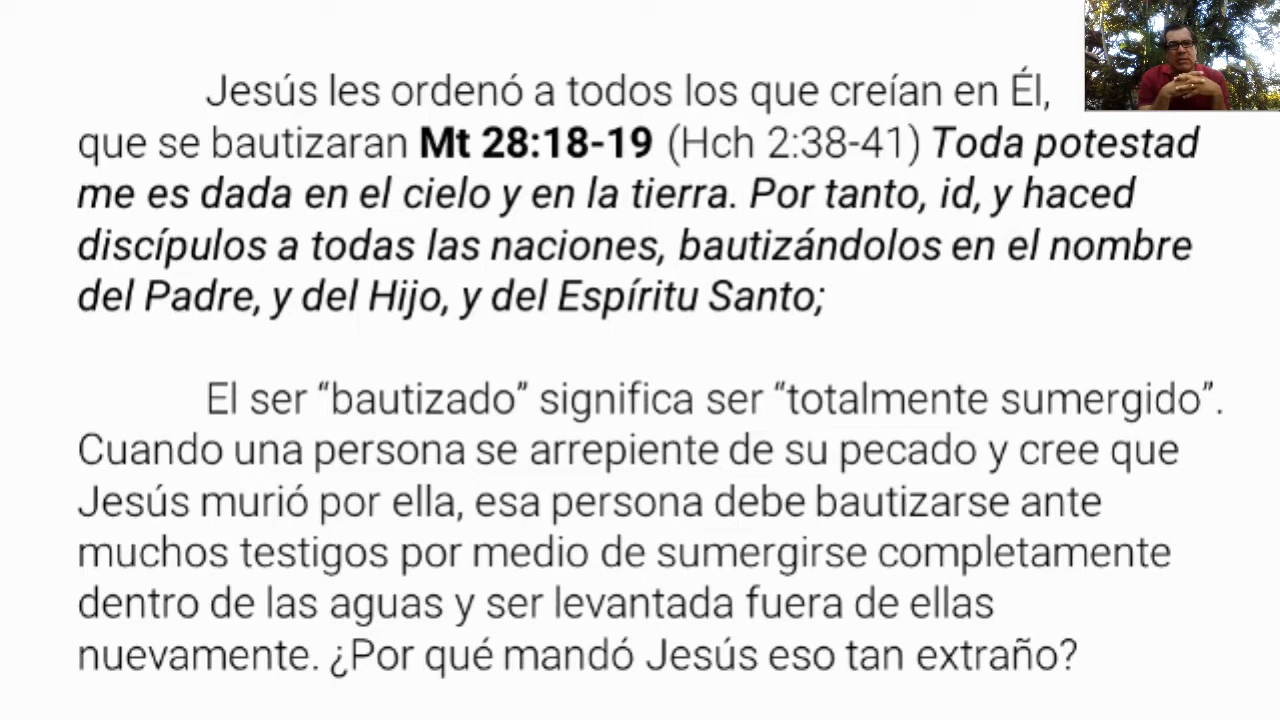 Jesús les ordenó a todos los que creían en Él,
que se bautizaran Mt 28:18-19 (Hch 2:38-41) Toda potestad
me es dada en el cielo y en la tierra. Por tanto, id, y haced
discípulos a todas las naciones, bautizándolos en el nombre
del Padre, y del Hijo, y del Espíritu Santo;
El ser “bautizado” significa ser “totalmente sumergido”.
Cuando una persona se arrepiente de su pecado y cree que
Jesús murió por ella, esa persona debe bautizarse ante
muchos testigos por medio de sumergirse completamente
dentro de las aguas y ser levantada fuera de ellas
nuevamente. ¿Por qué mandó Jesús eso tan extraño?